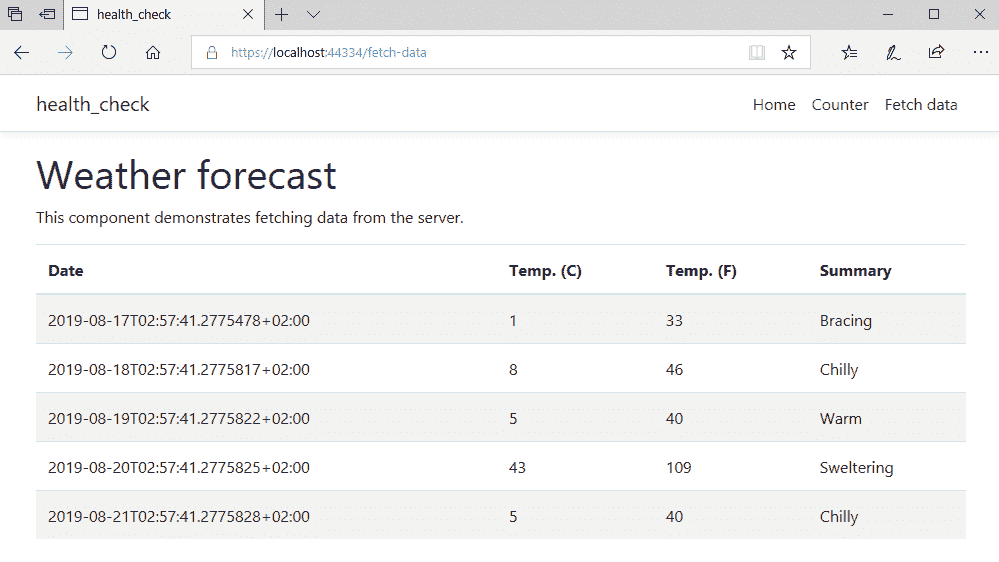 health_check
https://localhost:44334/fetch-data
health_check Home Counter Fetch data
Weather forecast
This component demonstrates fetching data from the server.
Date Temp. (C) Temp. (F) Summary
2019-08-17T02:57:41.2775478+02:00 1 33 Bracing
2019-08-18T02:57:41.2775817+02:00 8 46 Chilly
2019-08-19T02:57:41.2775822+02:00 5 40 Warm
2019-08-20T02:57:41.2775825+02:00 43 109 Sweltering
2019-08-21T02:57:41.2775828+02:00 5 40 Chilly